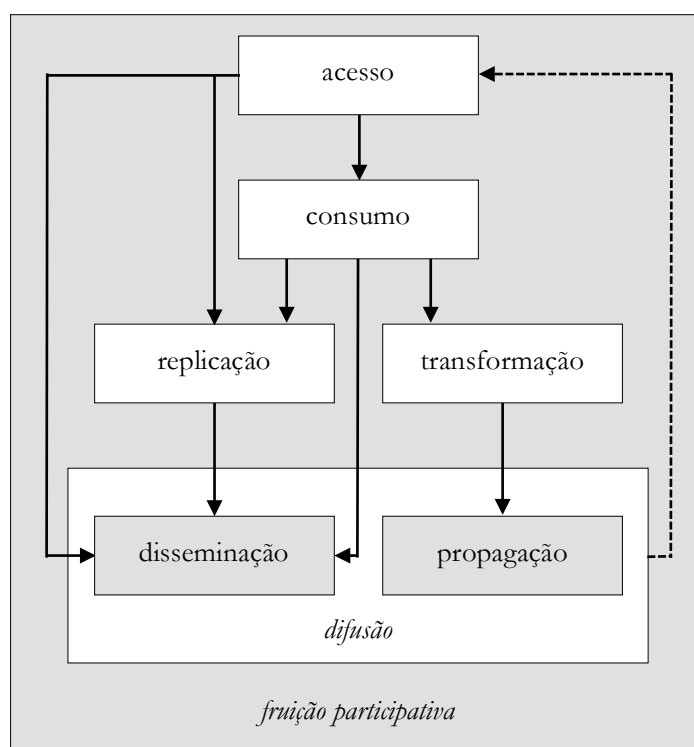 acesso
consumo
replicação
transformação
disseminação
propagação
difusão
fruição participativa